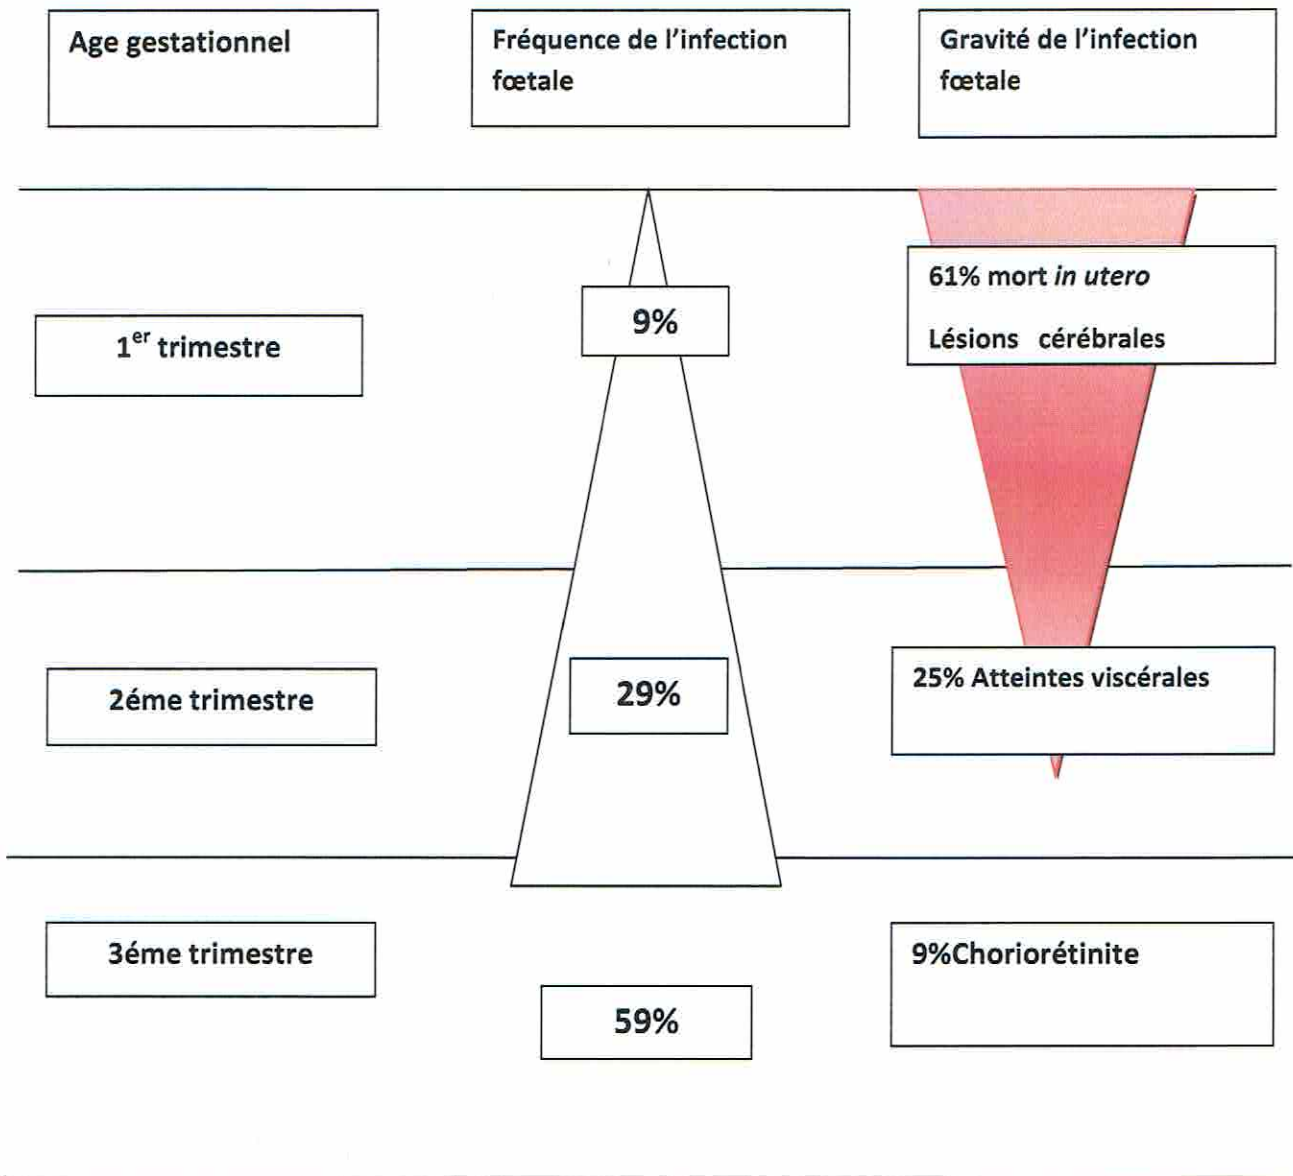 Age gestationnel
Fréquence de l'infection
fœtale
Gravité de l'infection
fœtale
1er trimestre
9%
61% mort in utero
Lésions cérébrales
2éme trimestre
29%
25% Atteintes viscérales
3éme trimestre
59%
9%Choriorétinite